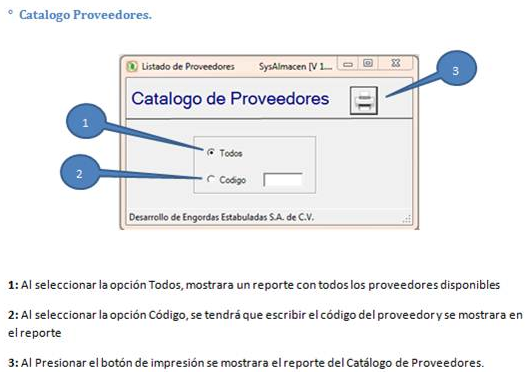 ° Catalogo Proveedores.
Listado de Proveedores SysAlmacen [V 1....
Catalogo de Proveedores
3
1
Todos
2
Codigo
Desarrollo de Engordas Estabuladas S.A. de C.V.
1: Al seleccionar la opción Todos, mostrara un reporte con todos los proveedores disponibles
2: Al seleccionar la opción Código, se tendrá que escribir el código del proveedor y se mostrara en
el reporte
3: Al Presionar el botón de impresión se mostrara el reporte del Catálogo de Proveedores.